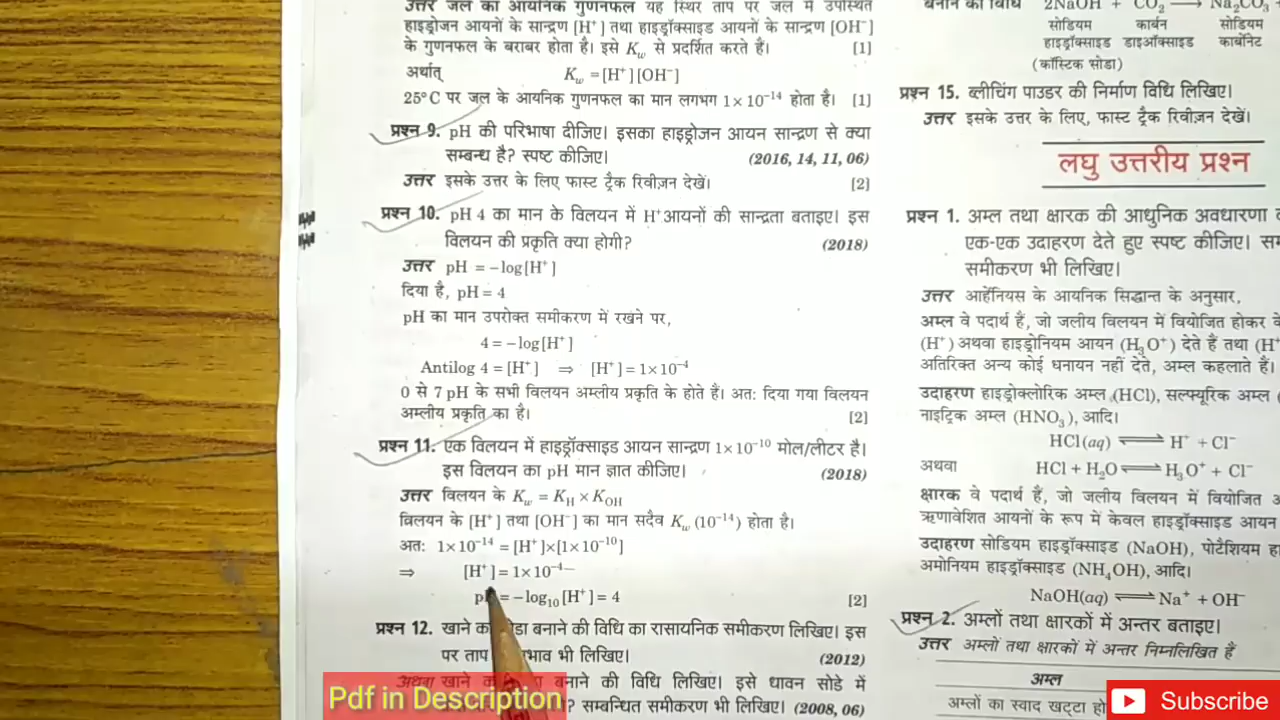 उत्तर जल का आयनिक गुणनफल यह स्थिर ताप पर जल में उपस्थित
हाइड्रोजन आयनों के सान्द्रण [H⁺] तथा हाइड्रॉक्साइड आयनों के सान्द्रण [OH⁻]
के गुणनफल के बराबर होता है। इसे K_w से प्रदर्शित करते हैं। [1]
अर्थात् K_w = [H⁺][OH⁻]
25°C पर जल के आयनिक गुणनफल का मान लगभग 1×10⁻¹⁴ होता है। [1]
प्रश्न 9. pH की परिभाषा दीजिए। इसका हाइड्रोजन आयन सान्द्रण से क्या
सम्बन्ध है? स्पष्ट कीजिए। (2016, 14, 11, 06)
उत्तर इसके उत्तर के लिए फास्ट ट्रैक रिवीज़न देखें। [2]
प्रश्न 10. pH 4 का मान के विलयन में H⁺आयनों की सान्द्रता बताइए। इस
विलयन की प्रकृति क्या होगी? (2018)
उत्तर pH = −log[H⁺]
दिया है, pH = 4
pH का मान उपरोक्त समीकरण में रखने पर,
4 = −log[H⁺]
Antilog 4 = [H⁺] ⇒ [H⁺] = 1×10⁻⁴
0 से 7 pH के सभी विलयन अम्लीय प्रकृति के होते हैं। अतः दिया गया विलयन
अम्लीय प्रकृति का है। [2]
प्रश्न 11. एक विलयन में हाइड्रॉक्साइड आयन सान्द्रण 1×10⁻¹⁰ मोल/लीटर है।
इस विलयन का pH मान ज्ञात कीजिए। (2018)
उत्तर विलयन के K_w = K_H × K_OH
विलयन के [H⁺] तथा [OH⁻] का मान सदैव K_w (10⁻¹⁴) होता है।
अतः 1×10⁻¹⁴ = [H⁺]×[1×10⁻¹⁰]
⇒ [H⁺] = 1×10⁻⁴
= −log₁₀ [H⁺] = 4 [2]
प्रश्न 12. खाने बनाने की विधि का रासायनिक समीकरण लिखिए। इस
पर ताप भी लिखिए। (2012)
अथवा खाने बनाने की विधि लिखिए। इसे धावन सोडे में
? सम्बन्धित समीकरण भी लिखिए। (2008, 06)
बनाने की विधि 2NaOH + CO₂ ⟶ Na₂CO₃ +
सोडियम कार्बन सोडियम
हाइड्रॉक्साइड डाइऑक्साइड कार्बोनेट
(कॉस्टिक सोडा)
प्रश्न 15. ब्लीचिंग पाउडर की निर्माण विधि लिखिए।
उत्तर इसके उत्तर के लिए, फास्ट ट्रैक रिवीज़न देखें।
लघु उत्तरीय प्रश्न
प्रश्न 1. अम्ल तथा क्षारक की आधुनिक अवधारणा
एक-एक उदाहरण देते हुए स्पष्ट कीजिए।
समीकरण भी लिखिए।
उत्तर आर्हेनियस के आयनिक सिद्धान्त के अनुसार,
अम्ल वे पदार्थ हैं, जो जलीय विलयन में वियोजित होकर
(H⁺) अथवा हाइड्रोनियम आयन (H₃O⁺) देते हैं तथा (H⁺
अतिरिक्त अन्य कोई धनायन नहीं देते, अम्ल कहलाते हैं।
उदाहरण हाइड्रोक्लोरिक अम्ल (HCl), सल्फ्यूरिक अम्ल (
नाइट्रिक अम्ल (HNO₃), आदि।
HCl(aq) ⇌ H⁺ + Cl⁻
अथवा HCl + H₂O ⇌ H₃O⁺ + Cl⁻
क्षारक वे पदार्थ हैं, जो जलीय विलयन में वियोजित
ऋणावेशित आयनों के रूप में केवल हाइड्रॉक्साइड आयन
उदाहरण सोडियम हाइड्रॉक्साइड (NaOH), पोटैशियम
अमोनियम हाइड्रॉक्साइड (NH₄OH), आदि।
NaOH(aq) ⇌ Na⁺ + OH⁻
प्रश्न 2. अम्लों तथा क्षारकों में अन्तर बताइए।
उत्तर अम्लों तथा क्षारकों में अन्तर निम्नलिखित हैं
अम्ल
अम्लों का स्वाद खट्टा
Pdf in Description
Subscribe